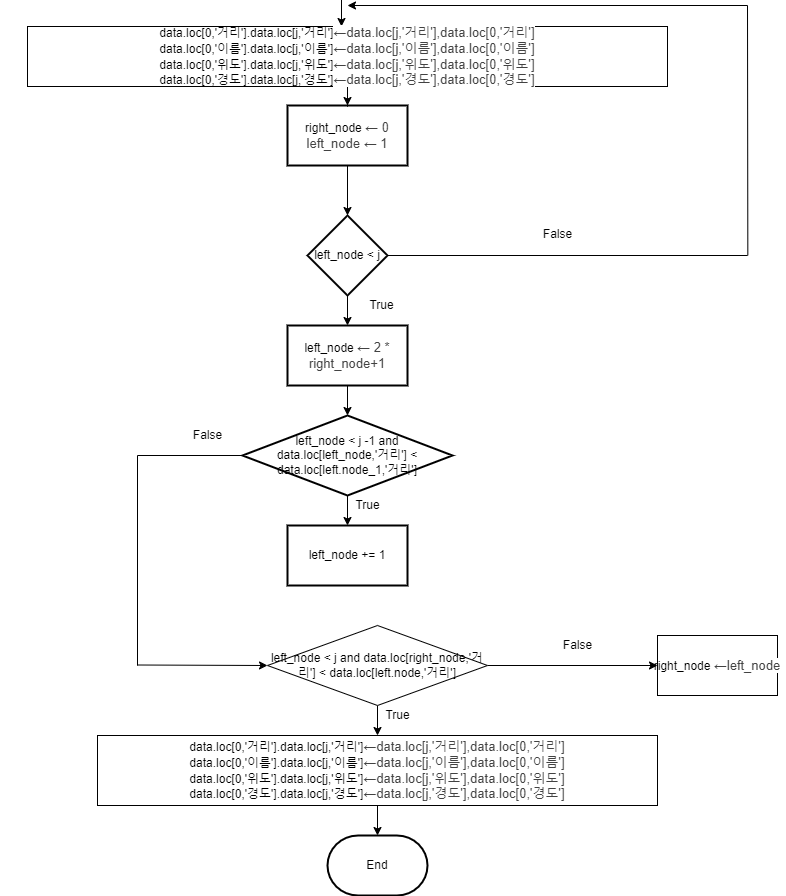 data.loc[0,'거리'].data.loc[j,'거리']←data.loc[j,'거리'],data.loc[0,'거리']
data.loc[0,'이름'].data.loc[j,'이름']←data.loc[j,'이름'],data.loc[0,'이름']
data.loc[0,'위도'].data.loc[j,'위도']←data.loc[j,'위도'],data.loc[0,'위도']
data.loc[0,'경도'].data.loc[j,'경도']←data.loc[j,'경도'],data.loc[0,'경도']
right_node ← 0
left_node ← 1
False
left_node < j
True
left_node ← 2 *
right_node+1
False
left_node < j -1 and
data.loc[left_node,'거리'] <
data.loc[left.node_1,'거리']
True
left_node += 1
False
left_node < j and data.loc[right_node,'거
리'] < data.loc[left.node,'거리']
right_node ←left_node
True
data.loc[0,'거리'].data.loc[j,'거리']←data.loc[j,'거리'],data.loc[0,'거리']
data.loc[0,'이름'].data.loc[j,'이름']←data.loc[j,'이름'],data.loc[0,'이름']
data.loc[0,'위도'].data.loc[j,'위도']←data.loc[j,'위도'],data.loc[0,'위도']
data.loc[0,'경도'].data.loc[j,'경도']←data.loc[j,'경도'],data.loc[0,'경도']
End